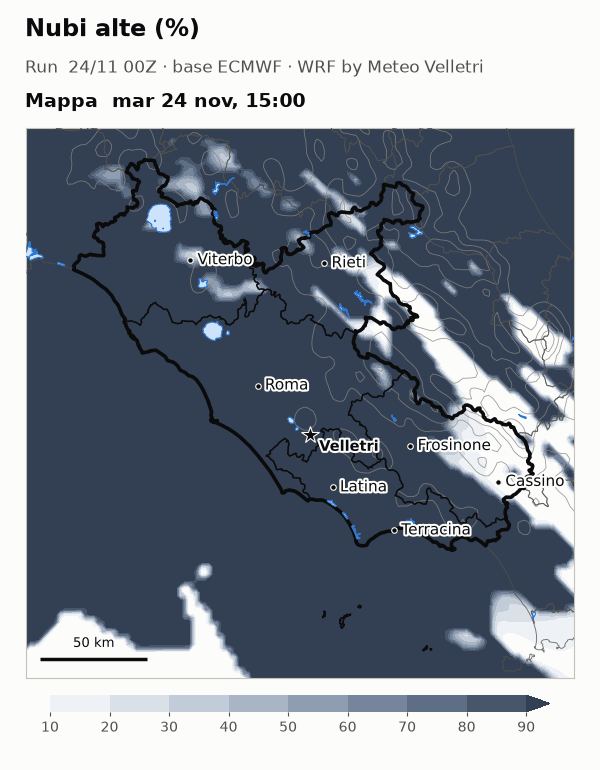 Nubi alte (%)
Run  24/11 00Z · base ECMWF · WRF by Meteo Velletri
Mappa  mar 24 nov, 15:00
Viterbo
Rieti
Roma
Velletri
Frosinone
Cassino
Latina
Terracina
50 km
10 20 30 40 50 60 70 80 90